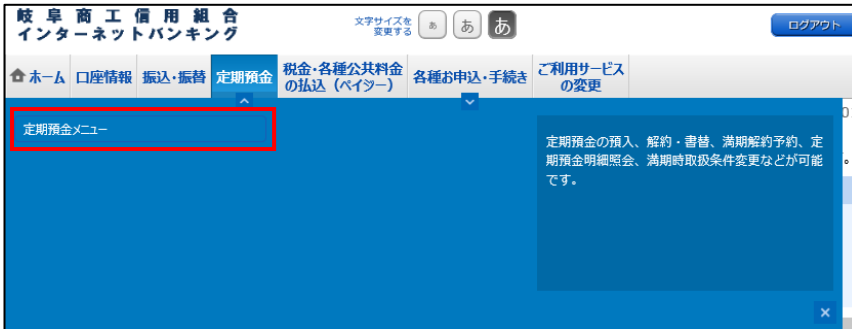 岐阜商工信用組合
インターネットバンキング
文字サイズを
変更する
あ
あ
あ
ログアウト
ホーム
口座情報
振込・振替
定期預金
税金・各種公共料金
の払込（ペイジー）
各種お申込・手続き
ご利用サービス
の変更
定期預金メニュー
定期預金の預入、解約・書替、満期解約予約、定
期預金明細照会、満期時取扱条件変更などが可能
です。